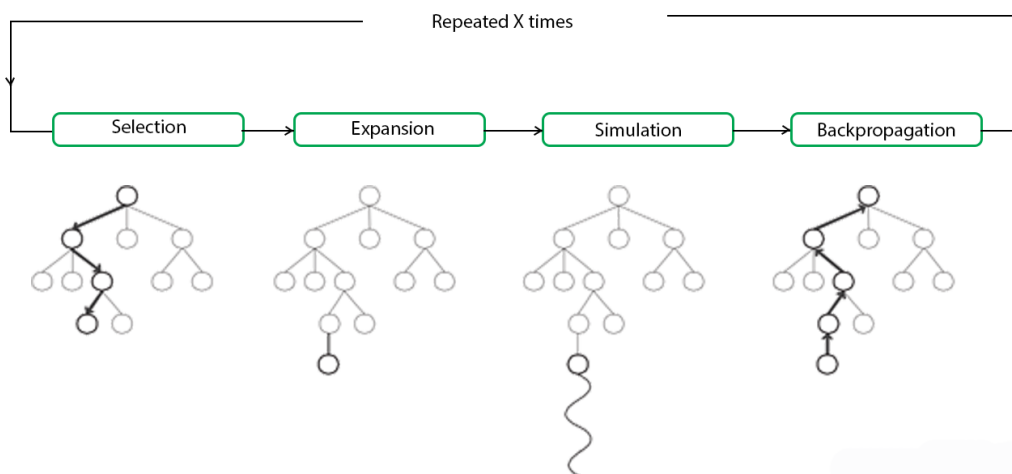 Repeated X times
Selection
Expansion
Simulation
Backpropagation